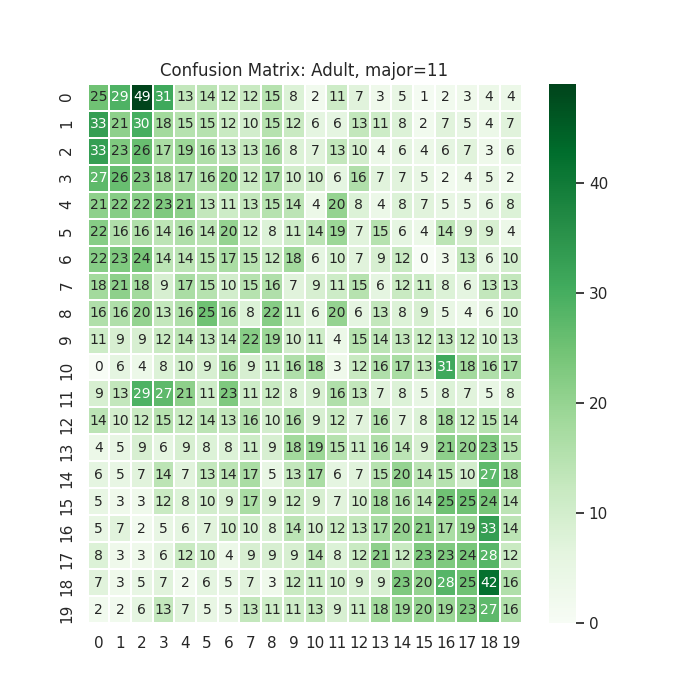 Confusion Matrix: Adult, major=11
0 25 29 49 31 13 14 12 12 15 8 2 11 7 3 5 1 2 3 4 4
1 33 21 30 18 15 15 12 10 15 12 6 6 13 11 8 2 7 5 4 7
2 33 23 26 17 19 16 13 13 16 8 7 13 10 4 6 4 6 7 3 6
3 27 26 23 18 17 16 20 12 17 10 10 6 16 7 7 5 2 4 5 2
4 21 22 22 23 21 13 11 13 15 14 4 20 8 4 8 7 5 5 6 8
5 22 16 16 14 16 14 20 12 8 11 14 19 7 15 6 4 14 9 9 4
6 22 23 24 14 14 15 17 15 12 18 6 10 7 9 12 0 3 13 6 10
7 18 21 18 9 17 15 10 15 16 7 9 11 15 6 12 11 8 6 13 13
8 16 16 20 13 16 25 16 8 22 11 6 20 6 13 8 9 5 4 6 10
9 11 9 9 12 14 13 14 22 19 10 11 4 15 14 13 12 13 12 10 13
10 0 6 4 8 10 9 16 9 11 16 18 3 12 16 17 13 31 18 16 17
11 9 13 29 27 21 11 23 11 12 8 9 16 13 7 8 5 8 7 5 8
12 14 10 12 15 12 14 13 16 10 16 9 12 7 16 7 8 18 12 15 14
13 4 5 9 6 9 8 8 11 9 18 19 15 11 16 14 9 21 20 23 15
14 6 5 7 14 7 13 14 17 5 13 17 6 7 15 20 14 15 10 27 18
15 5 3 3 12 8 10 9 17 9 12 9 7 10 18 16 14 25 25 24 14
16 5 7 2 5 6 7 10 10 8 14 10 12 13 17 20 21 17 19 33 14
17 8 3 3 6 12 10 4 9 9 9 14 8 12 21 12 23 23 24 28 12
18 7 3 5 7 2 6 5 7 3 12 11 10 9 9 23 20 28 25 42 16
19 2 2 6 13 7 5 5 13 11 11 13 9 11 18 19 20 19 23 27 16
0 1 2 3 4 5 6 7 8 9 10 11 12 13 14 15 16 17 18 19
40
30
20
10
0